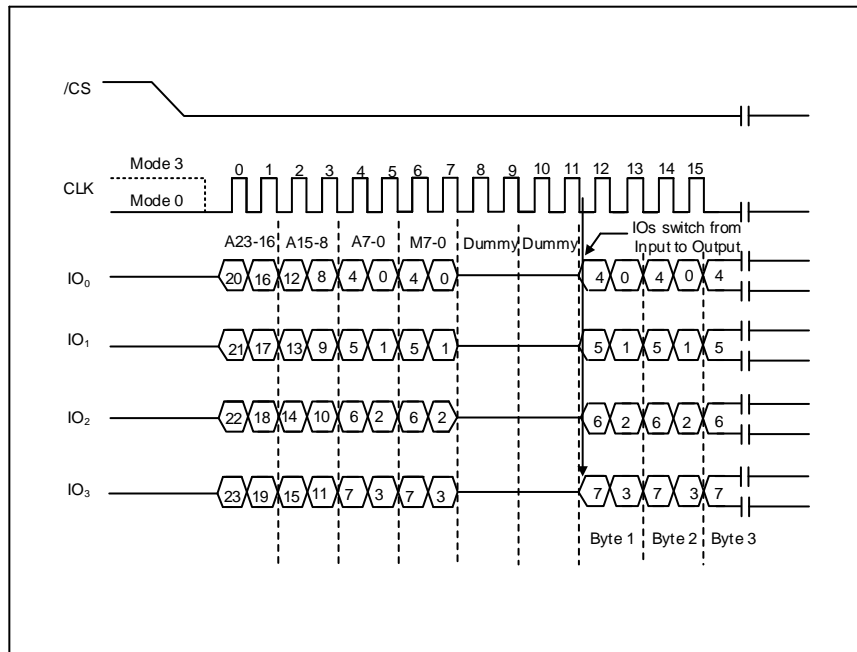 /CS
Mode 3
0 1 2 3 4 5 6 7 8 9 10 11 12 13 14 15
CLK
Mode 0
IOs switch from
A23-16 A15-8 A7-0 M7-0 Dummy Dummy Input to Output
IO₀ 20 16 12 8 4 0 4 0 4 0 4 0 4
IO₁ 21 17 13 9 5 1 5 1 5 1 5 1 5
IO₂ 22 18 14 10 6 2 6 2 6 2 6 2 6
IO₃ 23 19 15 11 7 3 7 3 7 3 7 3 7
Byte 1 Byte 2 Byte 3